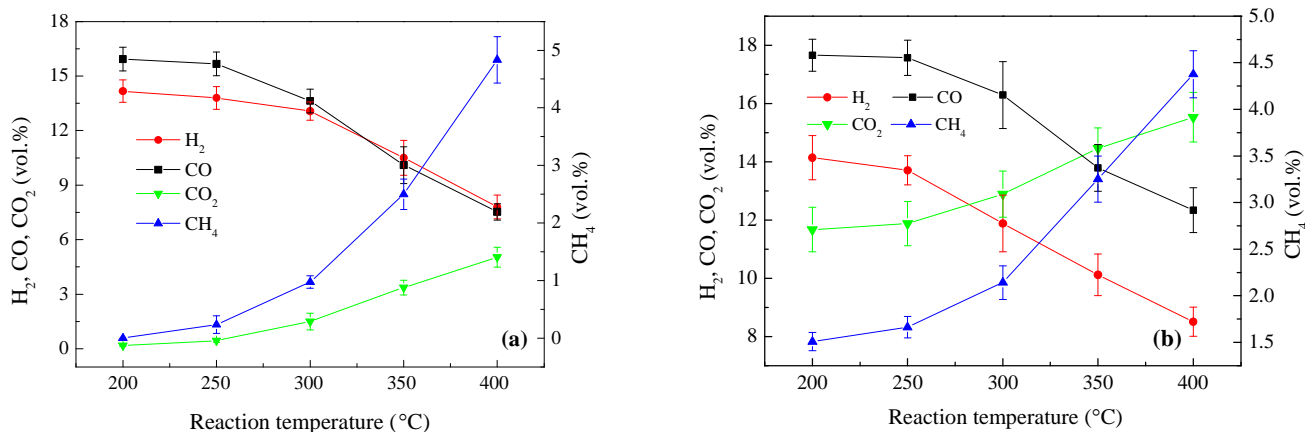 18
15
12
9
6
3
0
H2, CO, CO2 (vol.%)
H2
CO
CO2
CH4
5
4
3
2
1
0
CH4 (vol.%)
(a)
200 250 300 350 400
Reaction temperature (°C)
18
16
14
12
10
8
H2, CO, CO2 (vol.%)
H2 CO
CO2 CH4
5.0
4.5
4.0
3.5
3.0
2.5
2.0
1.5
CH4 (vol.%)
(b)
200 250 300 350 400
Reaction temperature (°C)